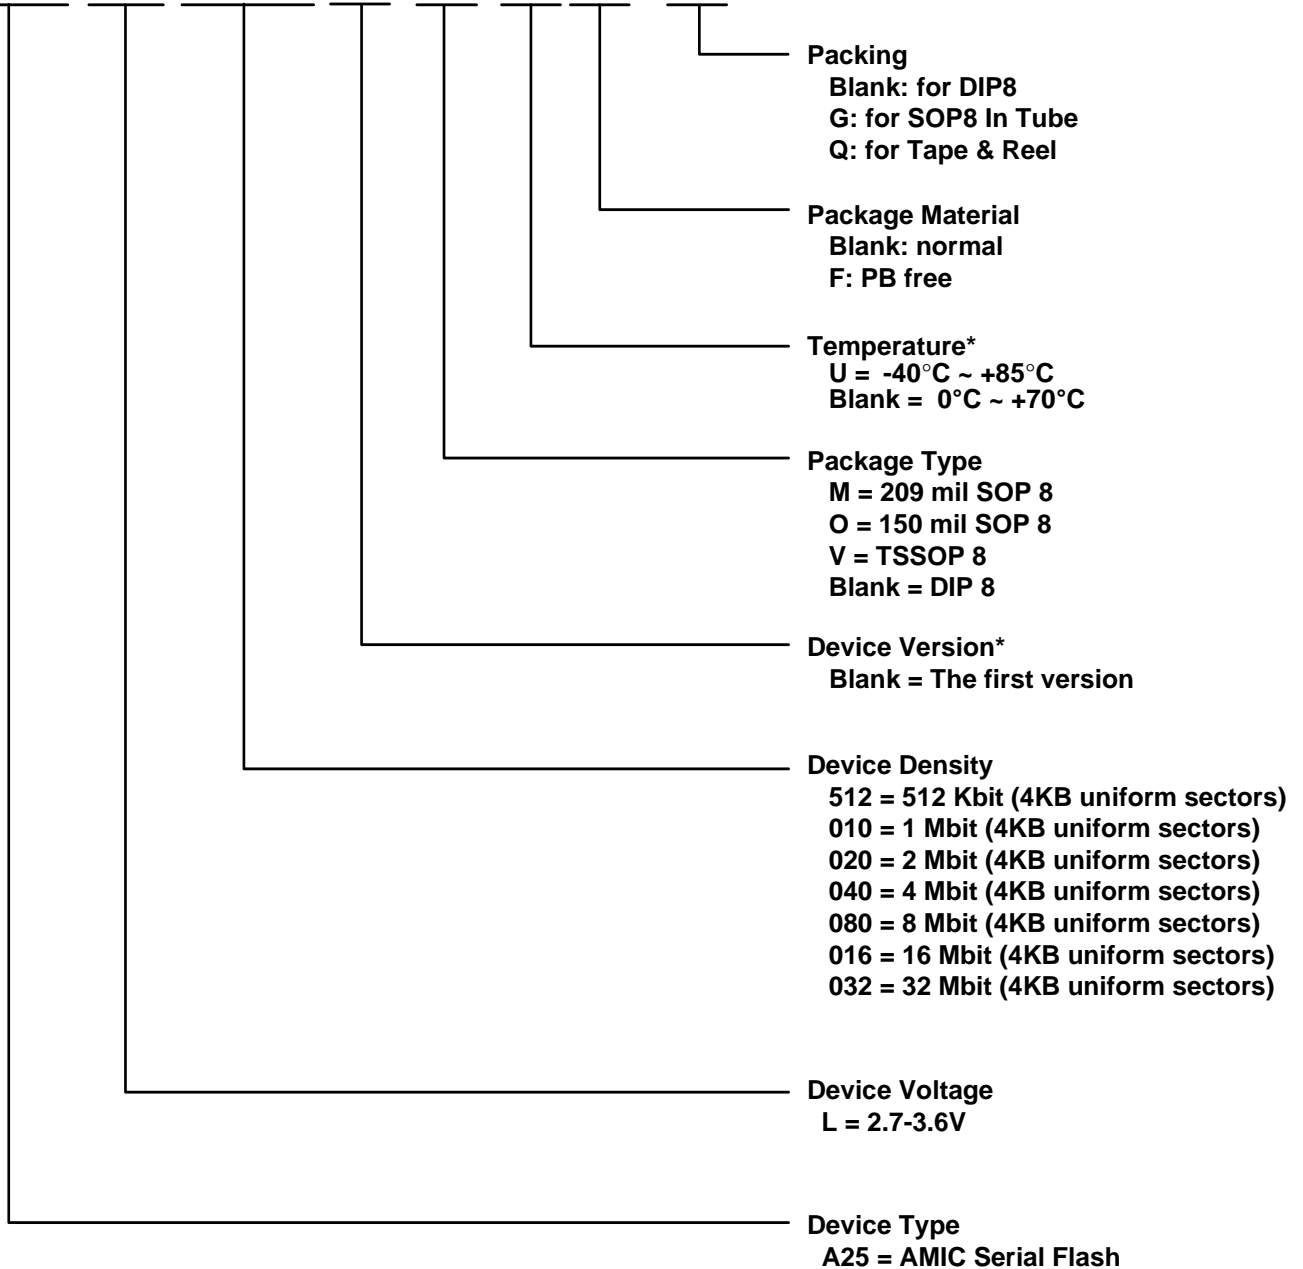 Packing
Blank: for DIP8
G: for SOP8 In Tube
Q: for Tape & Reel
Package Material
Blank: normal
F: PB free
Temperature*
U = -40°C ~ +85°C
Blank = 0°C ~ +70°C
Package Type
M = 209 mil SOP 8
O = 150 mil SOP 8
V = TSSOP 8
Blank = DIP 8
Device Version*
Blank = The first version
Device Density
512 = 512 Kbit (4KB uniform sectors)
010 = 1 Mbit (4KB uniform sectors)
020 = 2 Mbit (4KB uniform sectors)
040 = 4 Mbit (4KB uniform sectors)
080 = 8 Mbit (4KB uniform sectors)
016 = 16 Mbit (4KB uniform sectors)
032 = 32 Mbit (4KB uniform sectors)
Device Voltage
L = 2.7-3.6V
Device Type
A25 = AMIC Serial Flash